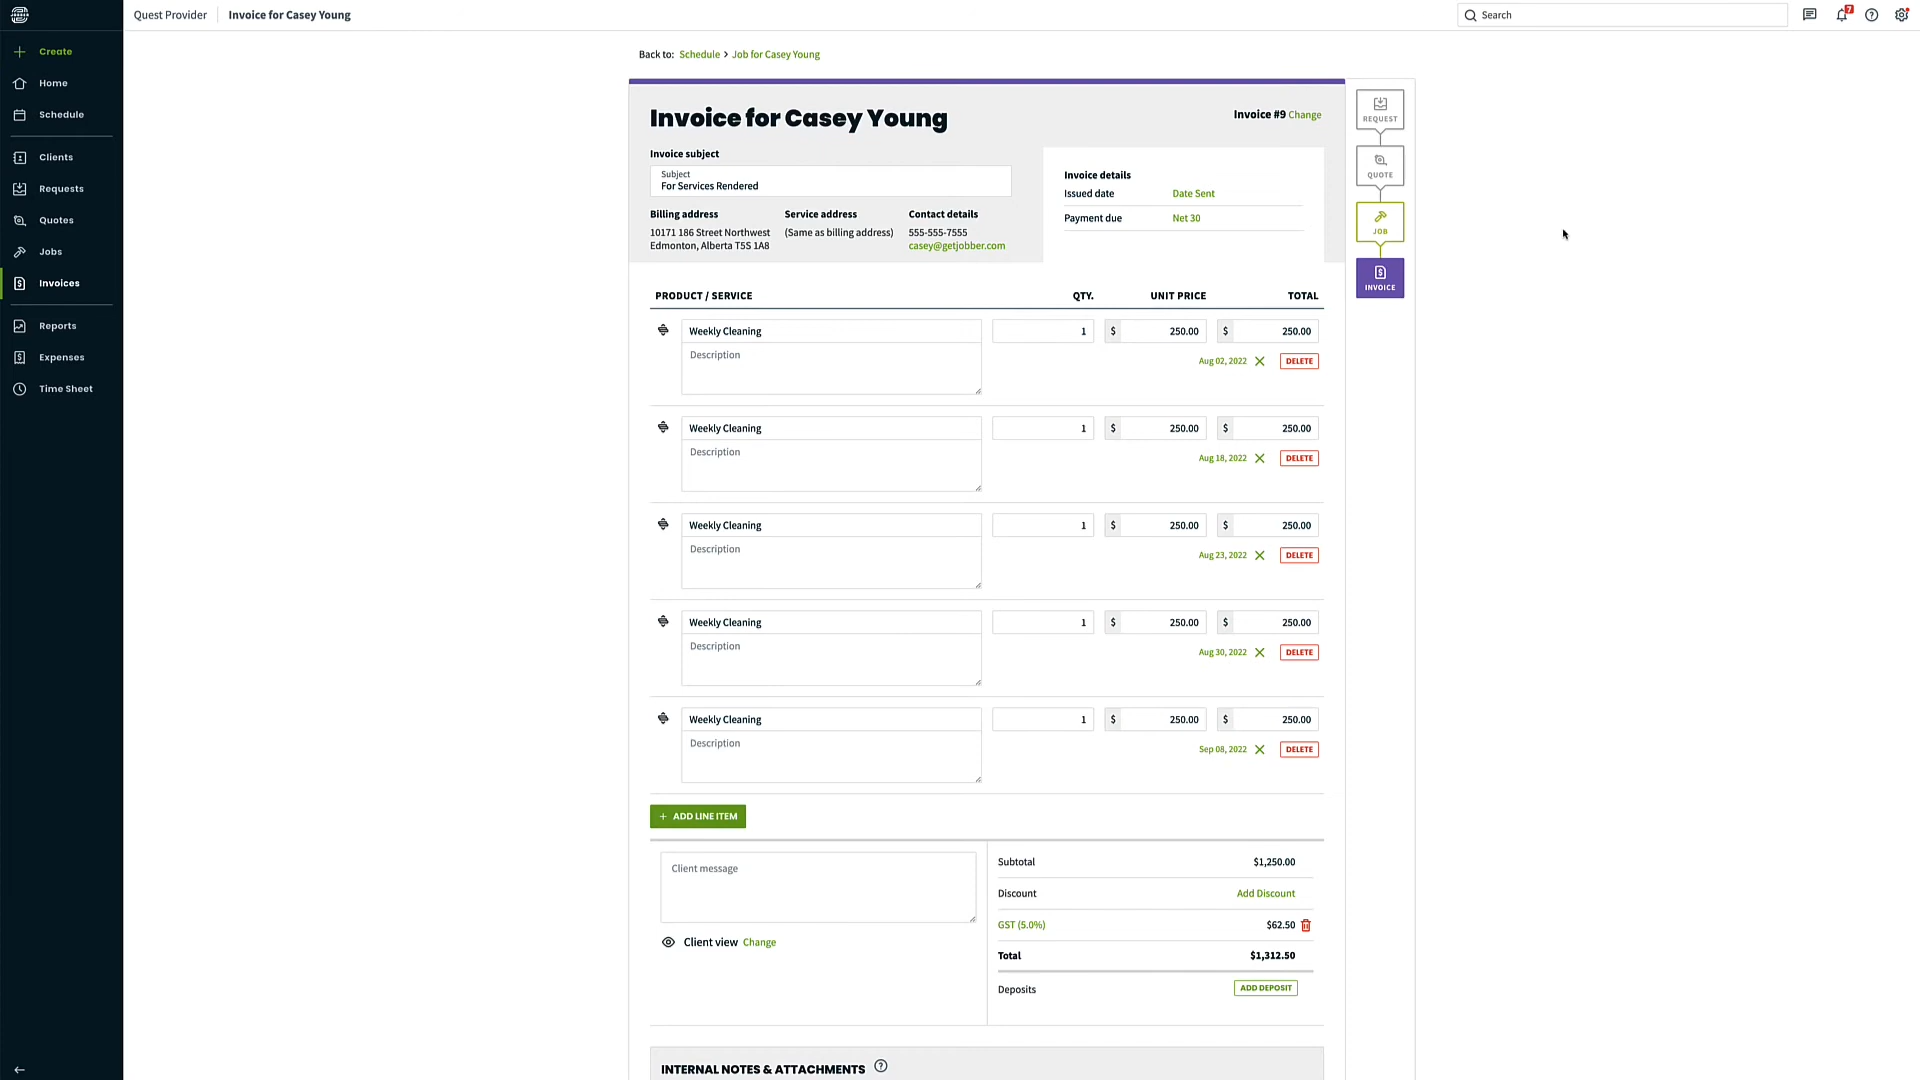 Quest Provider
Invoice for Casey Young
Search
7
Create
Home
Schedule
Clients
Requests
Quotes
Jobs
Invoices
Reports
Expenses
Time Sheet
Back to: Schedule > Job for Casey Young
Invoice for Casey Young
Invoice #9 Change
Invoice subject
Subject
For Services Rendered
Billing address
10171 186 Street Northwest
Edmonton, Alberta T5S 1A8
Service address
(Same as billing address)
Contact details
555-555-7555
casey@getjobber.com
Invoice details
Issued date Date Sent
Payment due Net 30
REQUEST
QUOTE
JOB
INVOICE
PRODUCT / SERVICE QTY. UNIT PRICE TOTAL
Weekly Cleaning 1 $ 250.00 $ 250.00
Description
Aug 02, 2022 DELETE
Weekly Cleaning 1 $ 250.00 $ 250.00
Description
Aug 18, 2022 DELETE
Weekly Cleaning 1 $ 250.00 $ 250.00
Description
Aug 23, 2022 DELETE
Weekly Cleaning 1 $ 250.00 $ 250.00
Description
Aug 30, 2022 DELETE
Weekly Cleaning 1 $ 250.00 $ 250.00
Description
Sep 08, 2022 DELETE
+ ADD LINE ITEM
Client message
Client view Change
Subtotal $1,250.00
Discount Add Discount
GST (5.0%) $62.50
Total $1,312.50
Deposits ADD DEPOSIT
INTERNAL NOTES & ATTACHMENTS